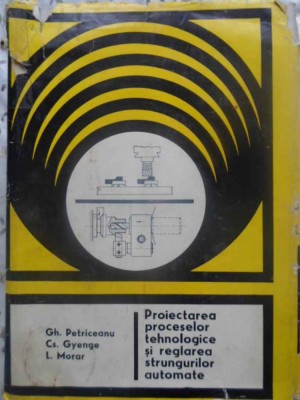 Gh. Petriceanu
Cs. Gyenge
L. Morar
Proiectarea
proceselor
tehnologice
și reglarea
strungurilor
automate